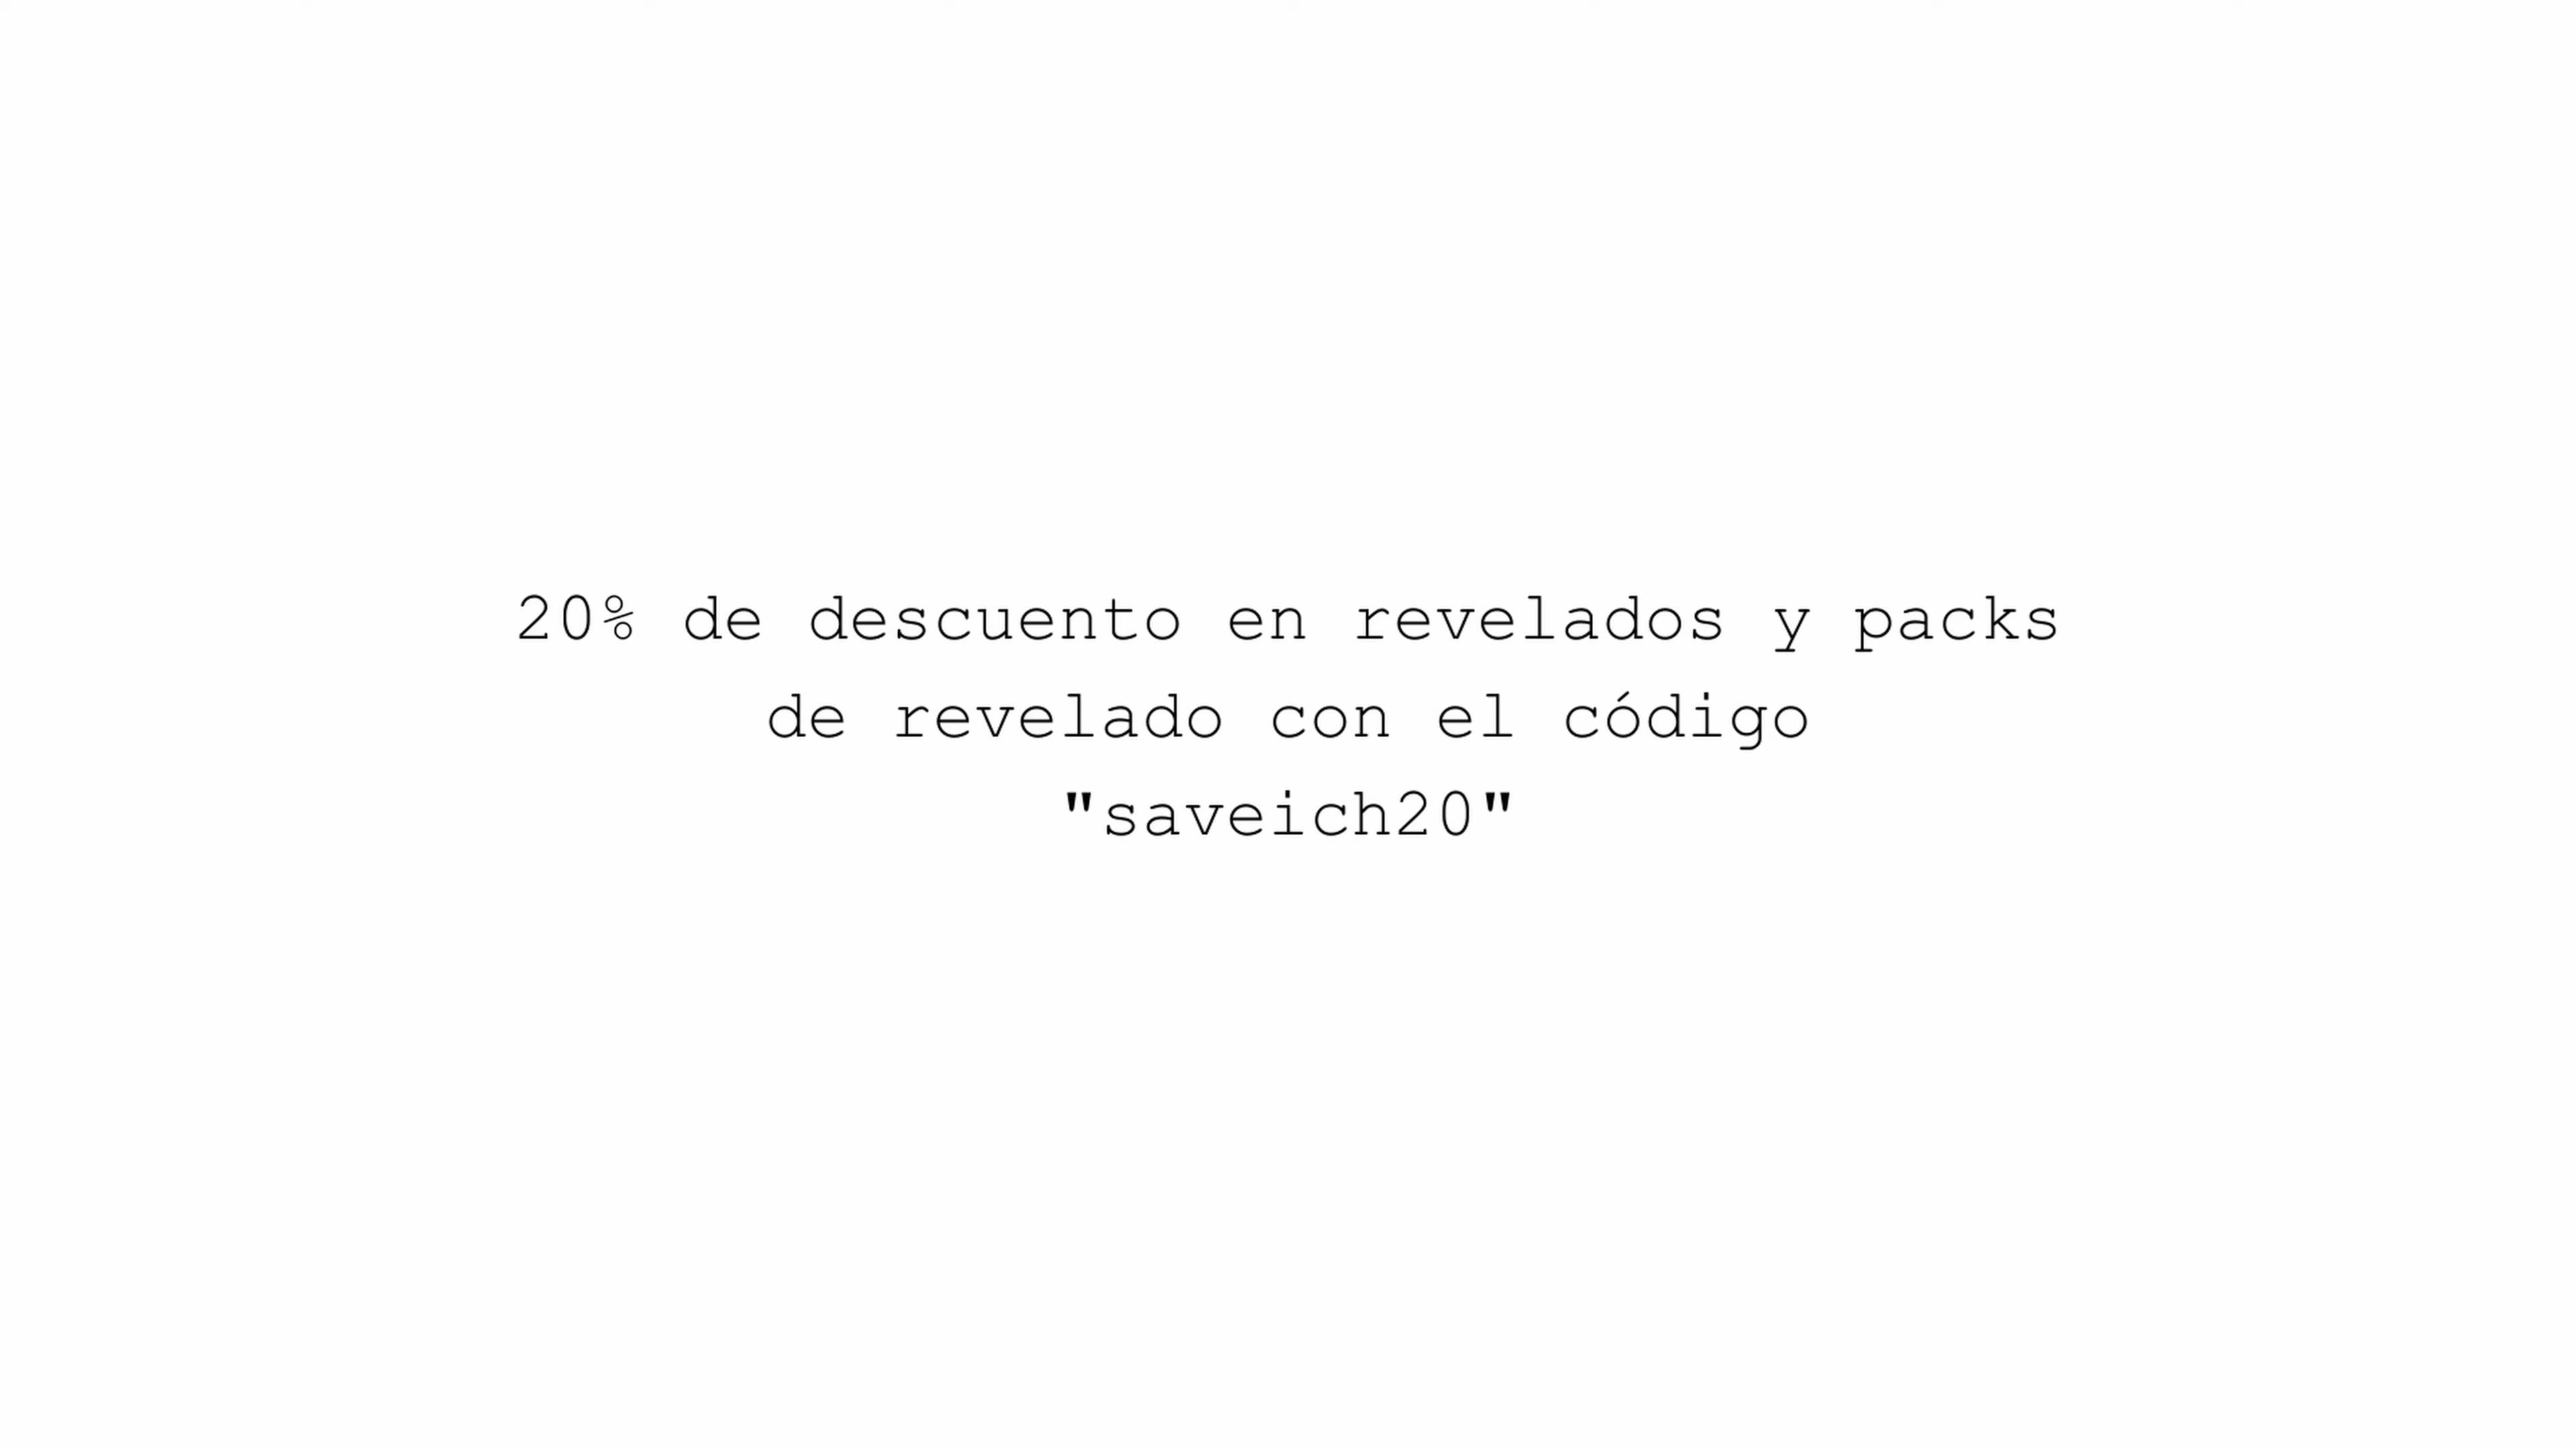 20% de descuento en revelados y packs
de revelado con el código
"saveich20"